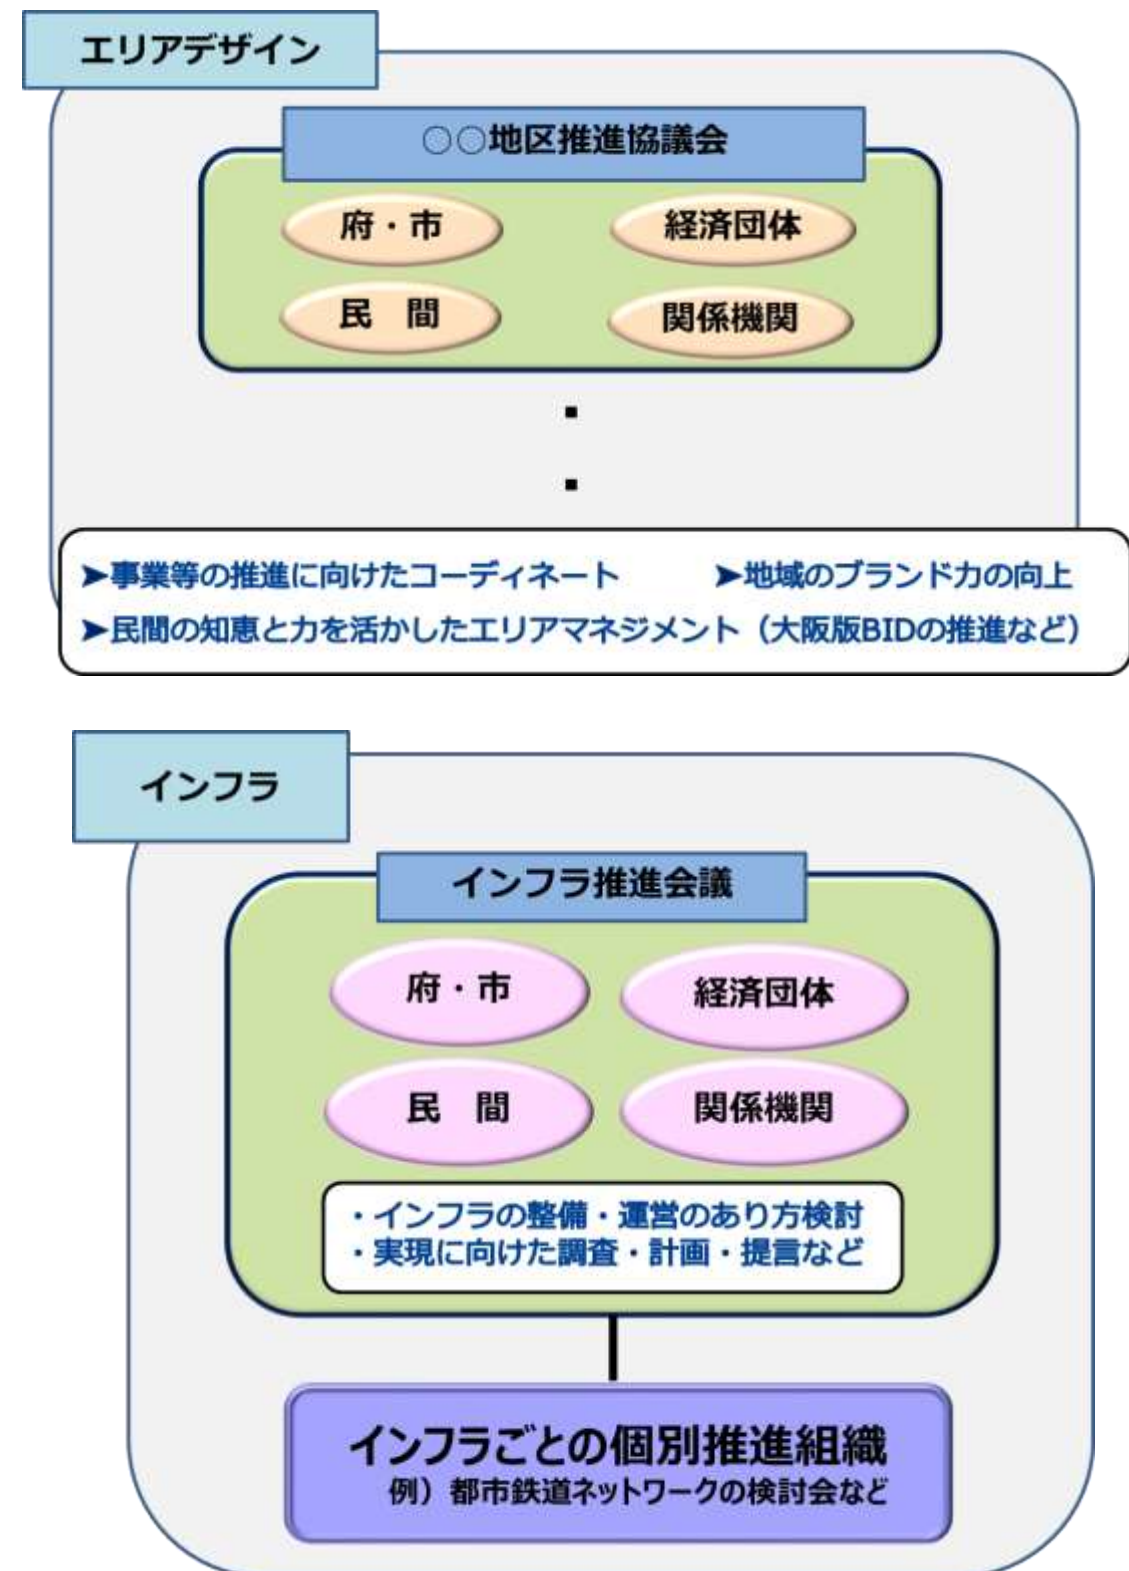 エリアデザイン
○○地区推進協議会
府・市
経済団体
民　間
関係機関
➤事業等の推進に向けたコーディネート　　➤地域のブランド力の向上
➤民間の知恵と力を活かしたエリアマネジメント（大阪版BIDの推進など）
インフラ
インフラ推進会議
府・市
経済団体
民　間
関係機関
・インフラの整備・運営のあり方検討
・実現に向けた調査・計画・提言など
インフラごとの個別推進組織
例）都市鉄道ネットワークの検討会など